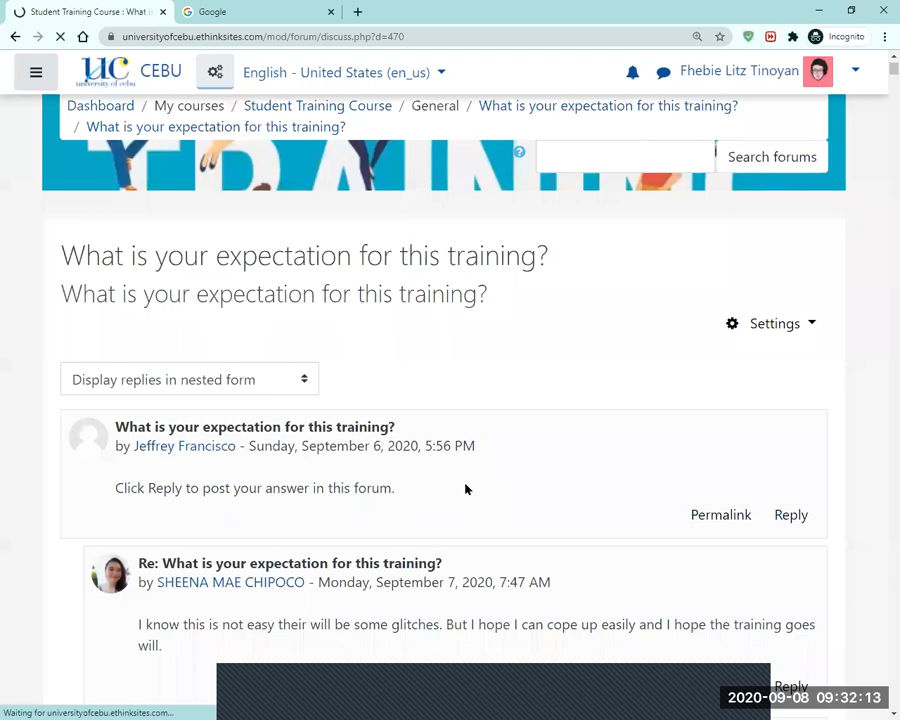 Student Training Course : What i
Google
universityofcebu.ethinksites.com/mod/forum/discuss.php?d=470
Incognito
UC
university of cebu
CEBU
English - United States (en_us)
Fhebie Litz Tinoyan
Dashboard / My courses / Student Training Course / General / What is your expectation for this training?
/ What is your expectation for this training?
TRAINING
Search forums
What is your expectation for this training?
What is your expectation for this training?
Settings
Display replies in nested form
What is your expectation for this training?
by Jeffrey Francisco - Sunday, September 6, 2020, 5:56 PM
Click Reply to post your answer in this forum.
Permalink Reply
Re: What is your expectation for this training?
by SHEENA MAE CHIPOCO - Monday, September 7, 2020, 7:47 AM
I know this is not easy their will be some glitches. But I hope I can cope up easily and I hope the training goes
will.
Reply
2020-09-08 09:32:13
Waiting for universityofcebu.ethinksites.com...